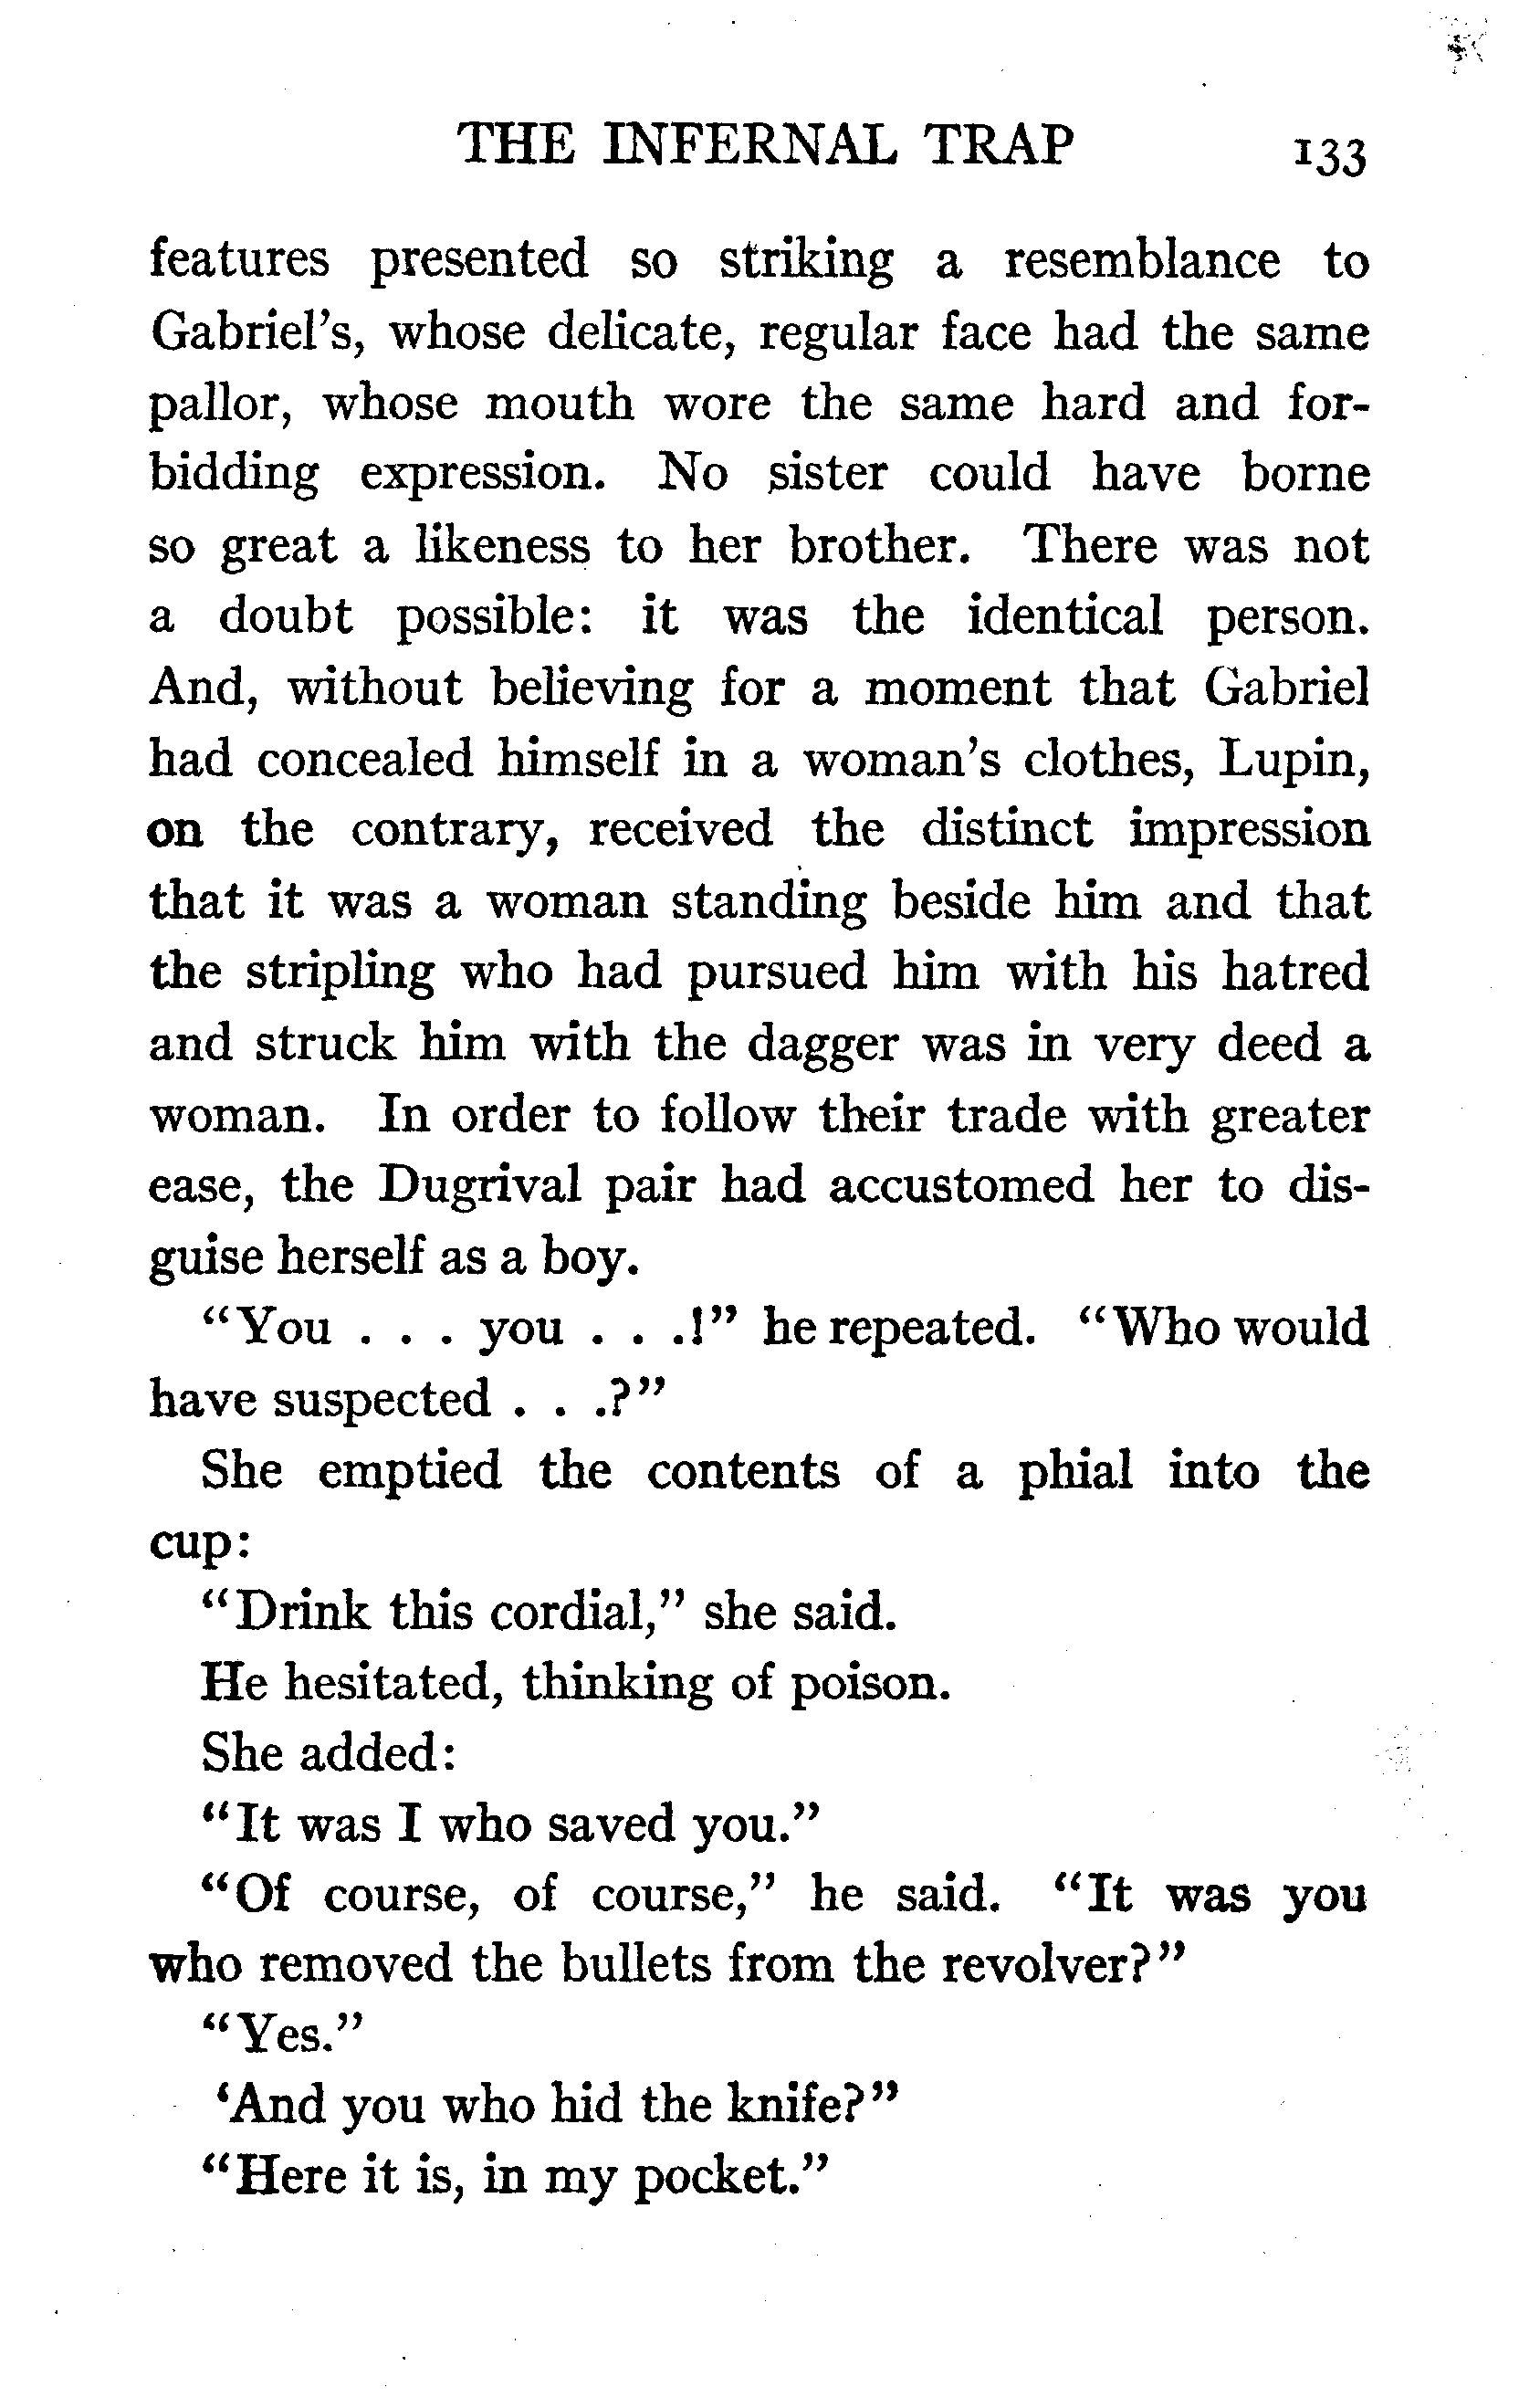 THE INFERNAL TRAP 133
features presented so striking a resemblance to
Gabriel's, whose delicate, regular face had the same
pallor, whose mouth wore the same hard and for-
bidding expression. No sister could have borne
so great a likeness to her brother. There was not
a doubt possible: it was the identical person.
And, without believing for a moment that Gabriel
had concealed himself in a woman's clothes, Lupin,
on the contrary, received the distinct impression
that it was a woman standing beside him and that
the stripling who had pursued him with his hatred
and struck him with the dagger was in very deed a
woman. In order to follow their trade with greater
ease, the Dugrival pair had accustomed her to dis-
guise herself as a boy.
“You . . . you . . .!” he repeated. “Who would
have suspected . . .?”
She emptied the contents of a phial into the
cup:
“Drink this cordial,” she said.
He hesitated, thinking of poison.
She added:
“It was I who saved you.”
“Of course, of course,” he said. “It was you
who removed the bullets from the revolver?”
“Yes.”
‘And you who hid the knife?”
“Here it is, in my pocket.”